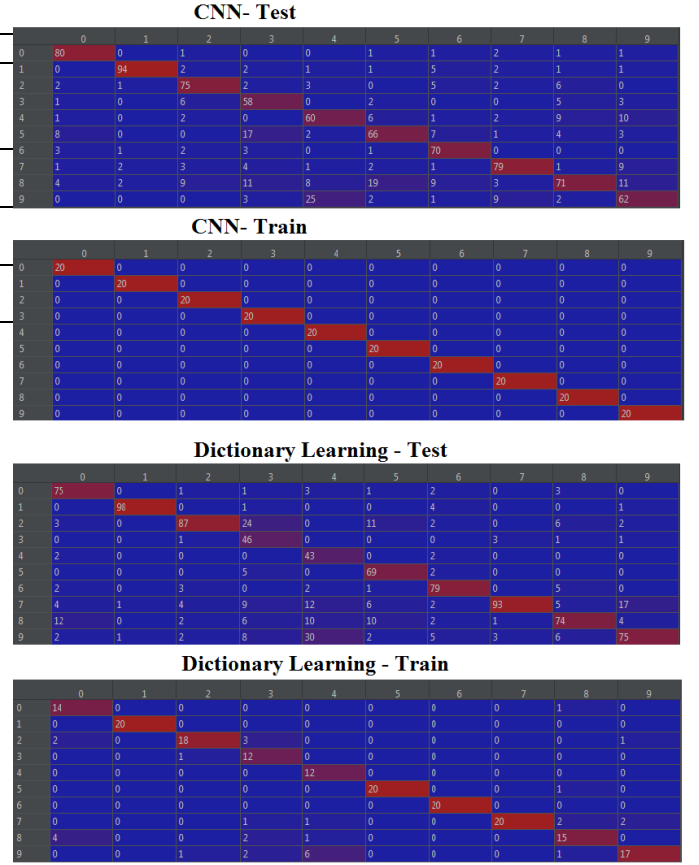 CNN- Test
0 1 2 3 4 5 6 7 8 9
0 80 0 1 0 0 1 1 2 1 1
1 0 94 2 2 1 1 5 2 1 1
2 2 1 75 2 3 0 5 2 6 0
3 1 0 6 58 0 2 0 0 5 3
4 1 0 2 0 60 6 1 2 9 10
5 8 0 0 17 2 66 7 1 4 3
6 3 1 2 3 0 1 70 0 0 0
7 1 2 3 4 1 2 1 79 1 9
8 4 2 9 11 8 19 9 3 71 11
9 0 0 0 3 25 2 1 9 2 62
CNN- Train
0 1 2 3 4 5 6 7 8 9
0 20 0 0 0 0 0 0 0 0 0
1 0 20 0 0 0 0 0 0 0 0
2 0 0 20 0 0 0 0 0 0 0
3 0 0 0 20 0 0 0 0 0 0
4 0 0 0 0 20 0 0 0 0 0
5 0 0 0 0 0 20 0 0 0 0
6 0 0 0 0 0 0 20 0 0 0
7 0 0 0 0 0 0 0 20 0 0
8 0 0 0 0 0 0 0 0 20 0
9 0 0 0 0 0 0 0 0 0 20
Dictionary Learning - Test
0 1 2 3 4 5 6 7 8 9
0 75 0 1 1 3 1 2 0 3 0
1 0 98 0 1 0 0 4 0 0 1
2 3 0 87 24 0 11 2 0 6 2
3 0 0 1 46 0 0 0 3 1 1
4 2 0 0 0 43 0 2 0 0 0
5 0 0 0 5 0 69 2 0 0 0
6 2 0 3 0 2 1 79 0 5 0
7 4 1 4 9 12 6 2 93 5 17
8 12 0 2 6 10 10 2 1 74 4
9 2 1 2 8 30 2 5 3 6 75
Dictionary Learning - Train
0 1 2 3 4 5 6 7 8 9
0 14 0 0 0 0 0 0 0 1 0
1 0 20 0 0 0 0 0 0 0 0
2 2 0 18 3 0 0 0 0 0 1
3 0 0 1 12 0 0 0 0 0 0
4 0 0 0 0 12 0 0 0 0 0
5 0 0 0 0 0 20 0 0 1 0
6 0 0 0 0 0 0 20 0 0 0
7 0 0 0 1 1 0 0 20 2 2
8 4 0 0 2 1 0 0 0 15 0
9 0 0 1 2 6 0 0 0 1 17